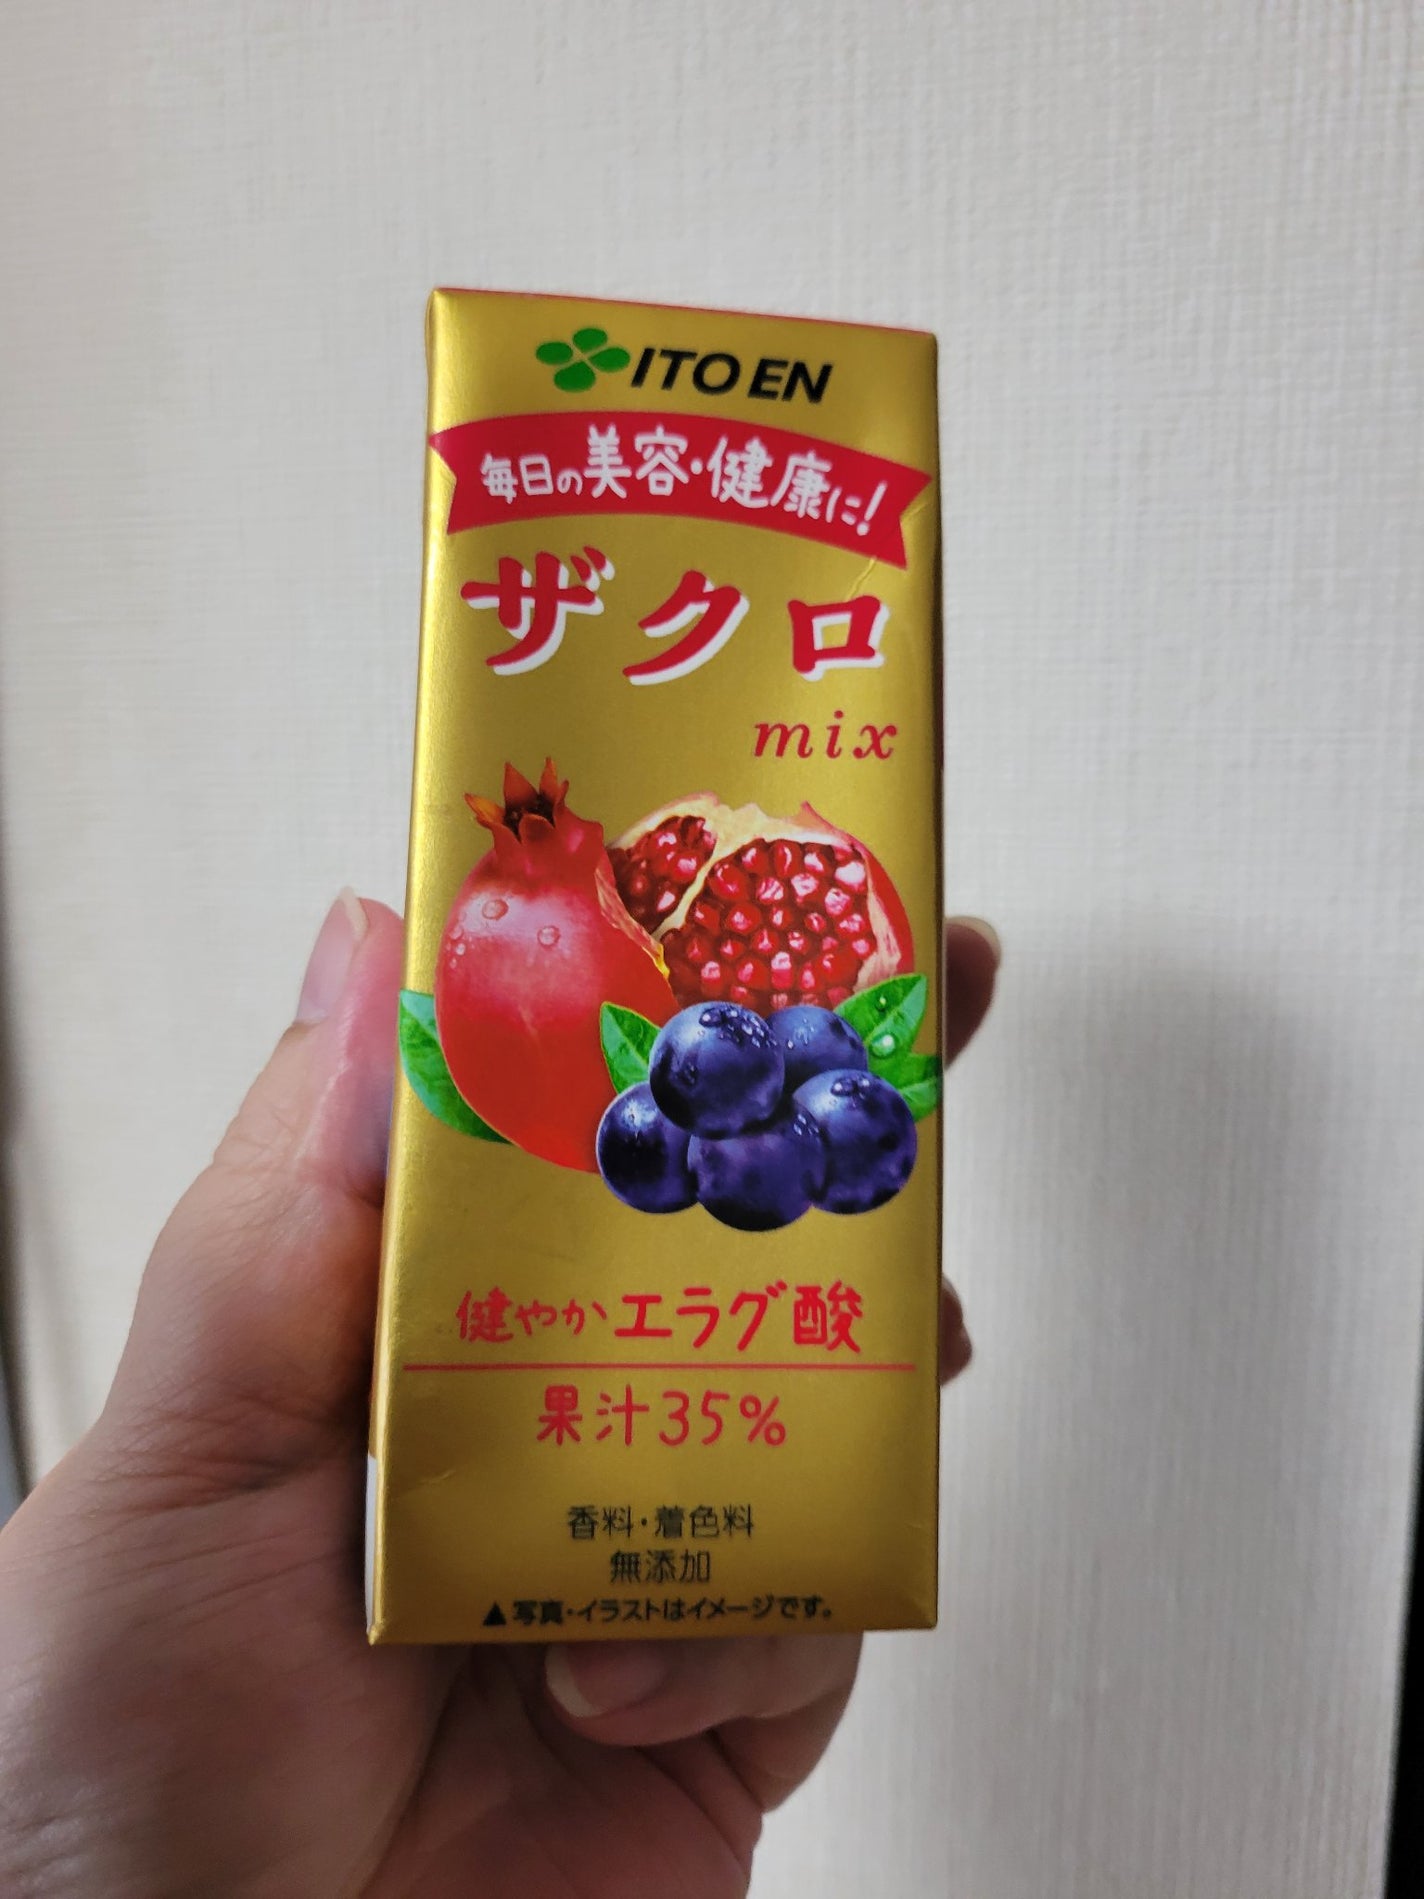 ITO EN
毎日の美容・健康に!
ザクロ
mix
健やかエラグ酸
果汁35%
香料・着色料
無添加
▲写真・イラストはイメージです。